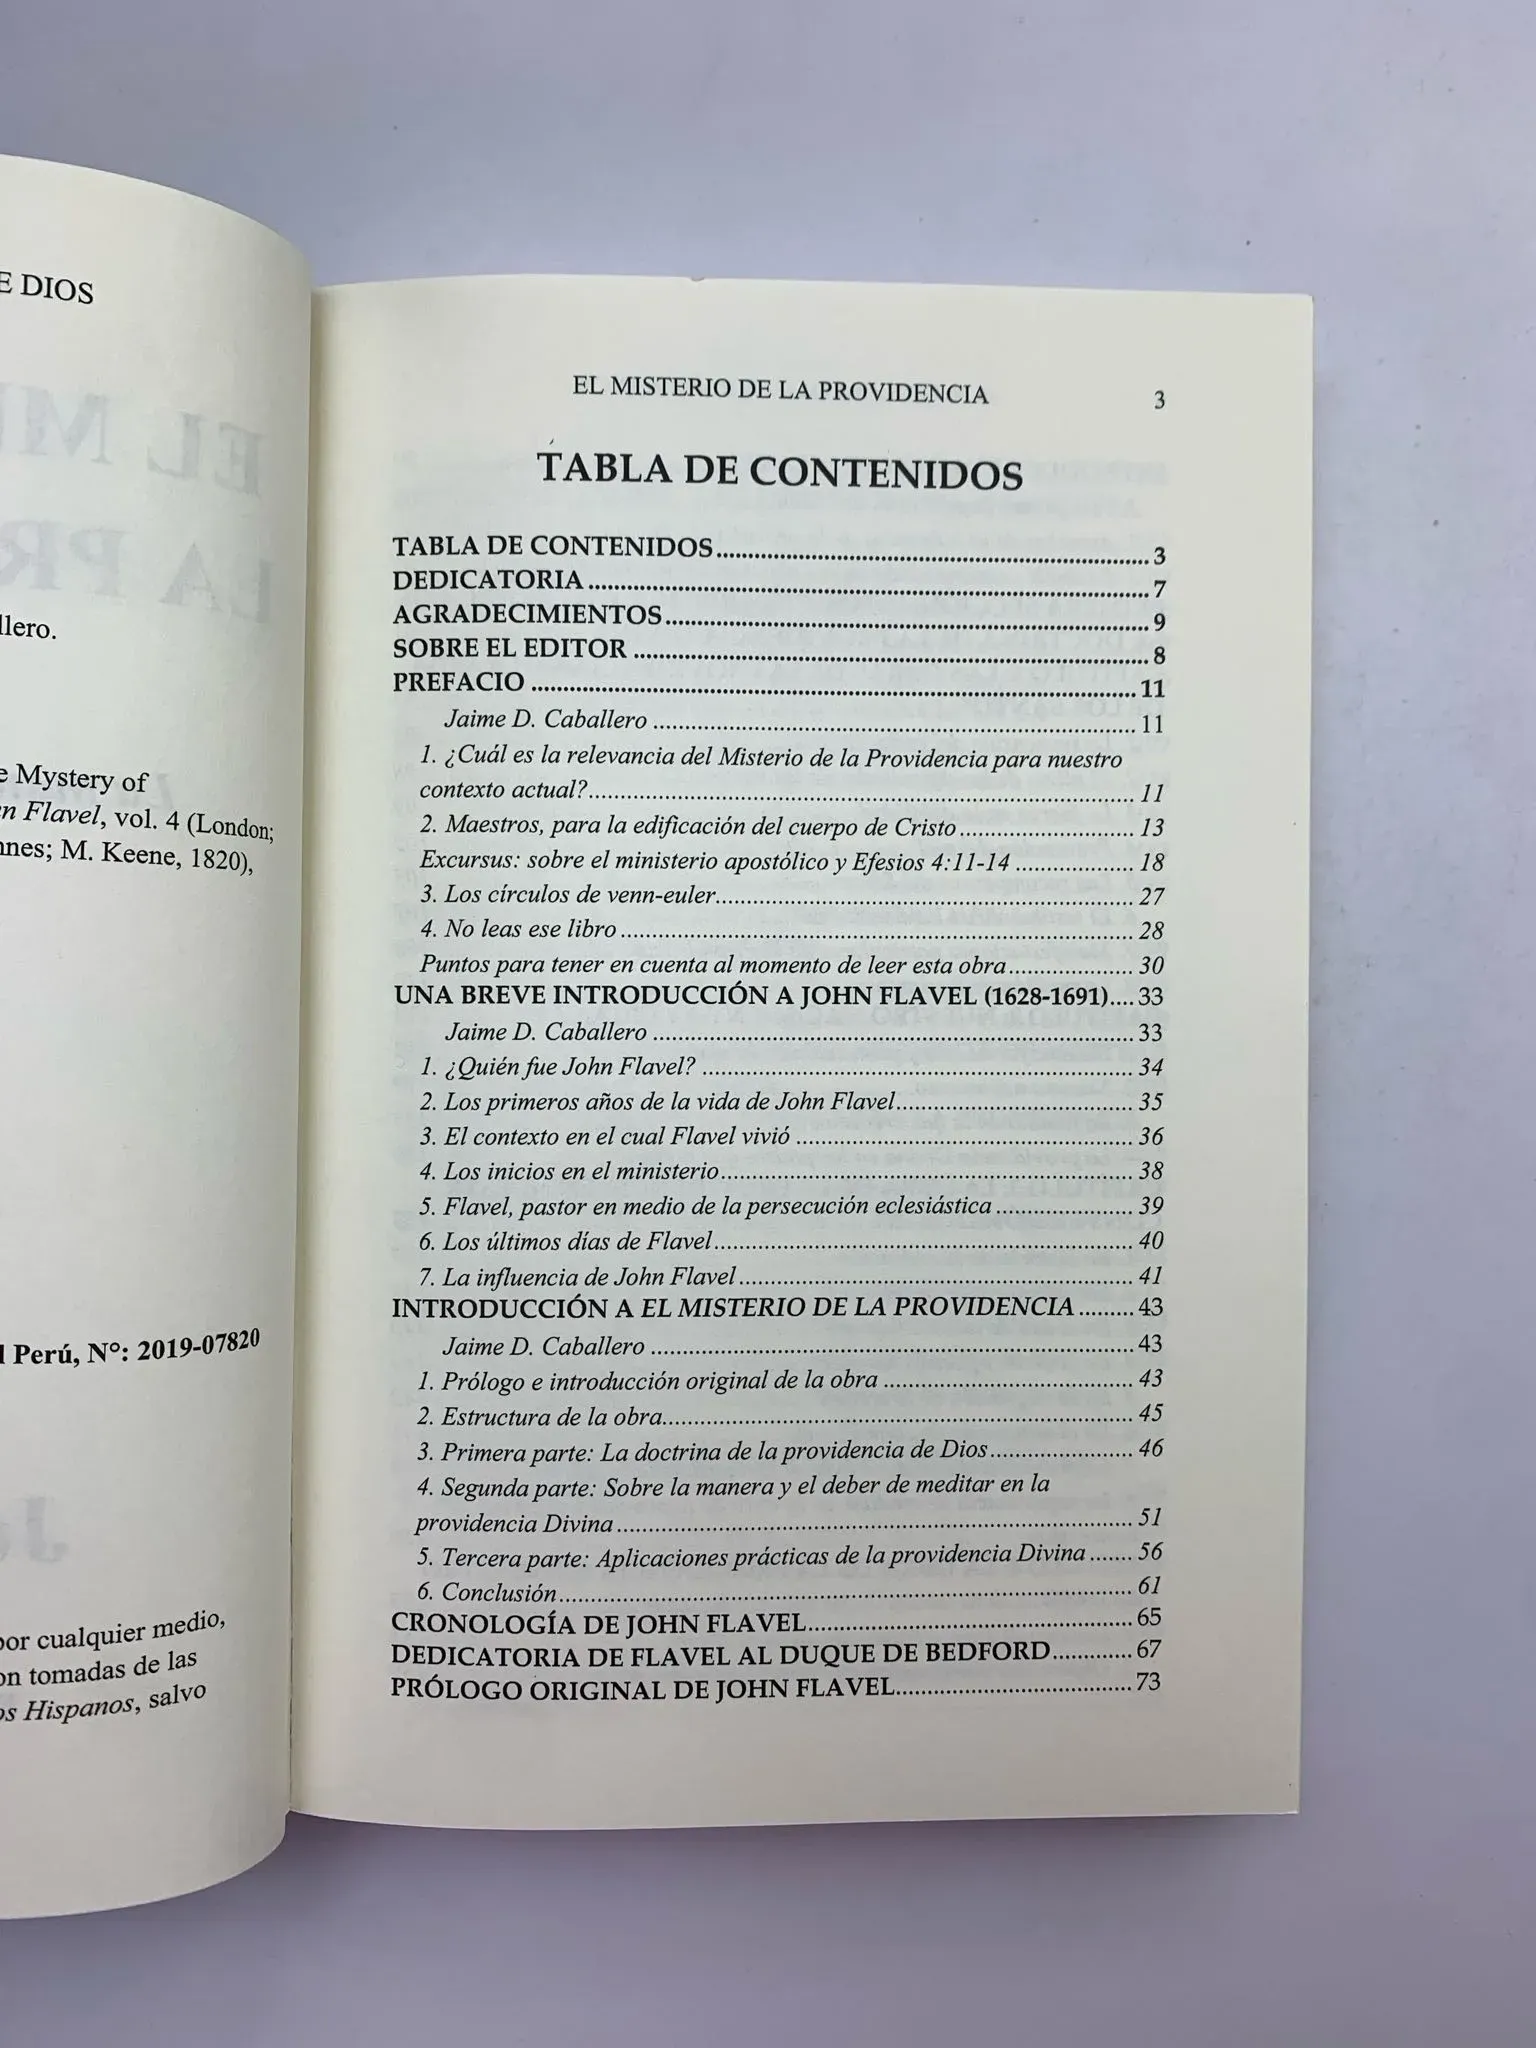 E DIOS
llero.
e Mystery of
n Flavel, vol. 4 (London;
nnes; M. Keene, 1820),
l Perú, N°: 2019-07820
por cualquier medio,
on tomadas de las
os Hispanos, salvo
EL MISTERIO DE LA PROVIDENCIA 3
TABLA DE CONTENIDOS
TABLA DE CONTENIDOS 3
DEDICATORIA 7
AGRADECIMIENTOS 9
SOBRE EL EDITOR 8
PREFACIO 11
Jaime D. Caballero 11
1. ¿Cuál es la relevancia del Misterio de la Providencia para nuestro
contexto actual? 11
2. Maestros, para la edificación del cuerpo de Cristo 13
Excursus: sobre el ministerio apostólico y Efesios 4:11-14 18
3. Los círculos de venn-euler 27
4. No leas ese libro 28
Puntos para tener en cuenta al momento de leer esta obra 30
UNA BREVE INTRODUCCIÓN A JOHN FLAVEL (1628-1691) 33
Jaime D. Caballero 33
1. ¿Quién fue John Flavel? 34
2. Los primeros años de la vida de John Flavel 35
3. El contexto en el cual Flavel vivió 36
4. Los inicios en el ministerio 38
5. Flavel, pastor en medio de la persecución eclesiástica 39
6. Los últimos días de Flavel 40
7. La influencia de John Flavel 41
INTRODUCCIÓN A EL MISTERIO DE LA PROVIDENCIA 43
Jaime D. Caballero 43
1. Prólogo e introducción original de la obra 43
2. Estructura de la obra 45
3. Primera parte: La doctrina de la providencia de Dios 46
4. Segunda parte: Sobre la manera y el deber de meditar en la
providencia Divina 51
5. Tercera parte: Aplicaciones prácticas de la providencia Divina 56
6. Conclusión 61
CRONOLOGÍA DE JOHN FLAVEL 65
DEDICATORIA DE FLAVEL AL DUQUE DE BEDFORD 67
PRÓLOGO ORIGINAL DE JOHN FLAVEL 73